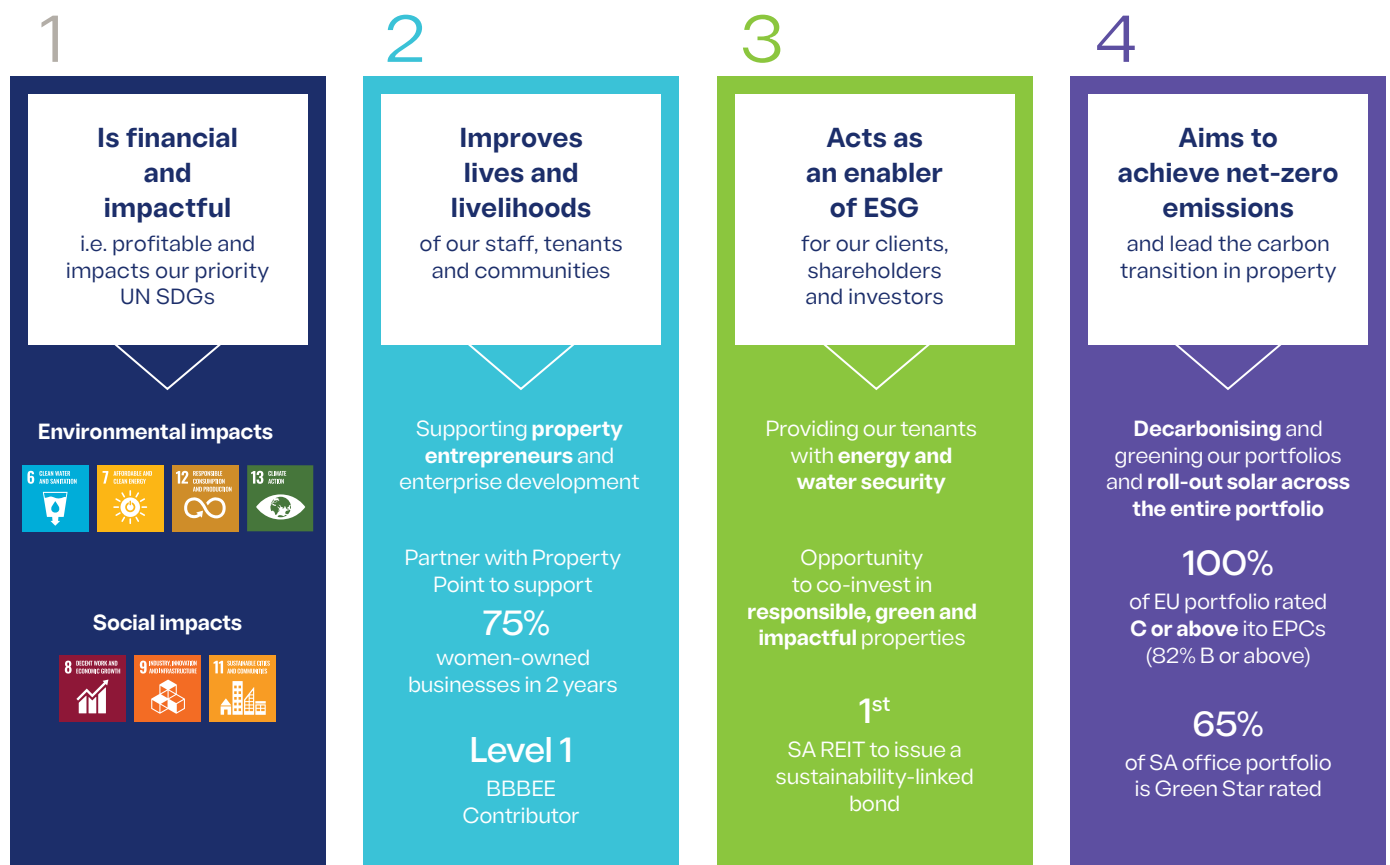 1
Is financial
and
impactful
i.e. profitable and
impacts our priority
UN SDGs
Environmental impacts
6 CLEAN WATER
AND SANITATION
7 AFFORDABLE AND
CLEAN ENERGY
12 RESPONSIBLE
CONSUMPTION
AND PRODUCTION
13 CLIMATE
ACTION
Social impacts
8 DECENT WORK AND
ECONOMIC GROWTH
9 INDUSTRY, INNOVATION
AND INFRASTRUCTURE
11 SUSTAINABLE CITIES
AND COMMUNITIES
2
Improves
lives and
livelihoods
of our staff, tenants
and communities
Supporting property
entrepreneurs and
enterprise development
Partner with Property
Point to support
75%
women-owned
businesses in 2 years
Level 1
BBBEE
Contributor
3
Acts as
an enabler
of ESG
for our clients,
shareholders
and investors
Providing our tenants
with energy and
water security
Opportunity
to co-invest in
responsible, green and
impactful properties
1st
SA REIT to issue a
sustainability-linked
bond
4
Aims to
achieve net-zero
emissions
and lead the carbon
transition in property
Decarbonising and
greening our portfolios
and roll-out solar across
the entire portfolio
100%
of EU portfolio rated
C or above ito EPCs
(82% B or above)
65%
of SA office portfolio
is Green Star rated